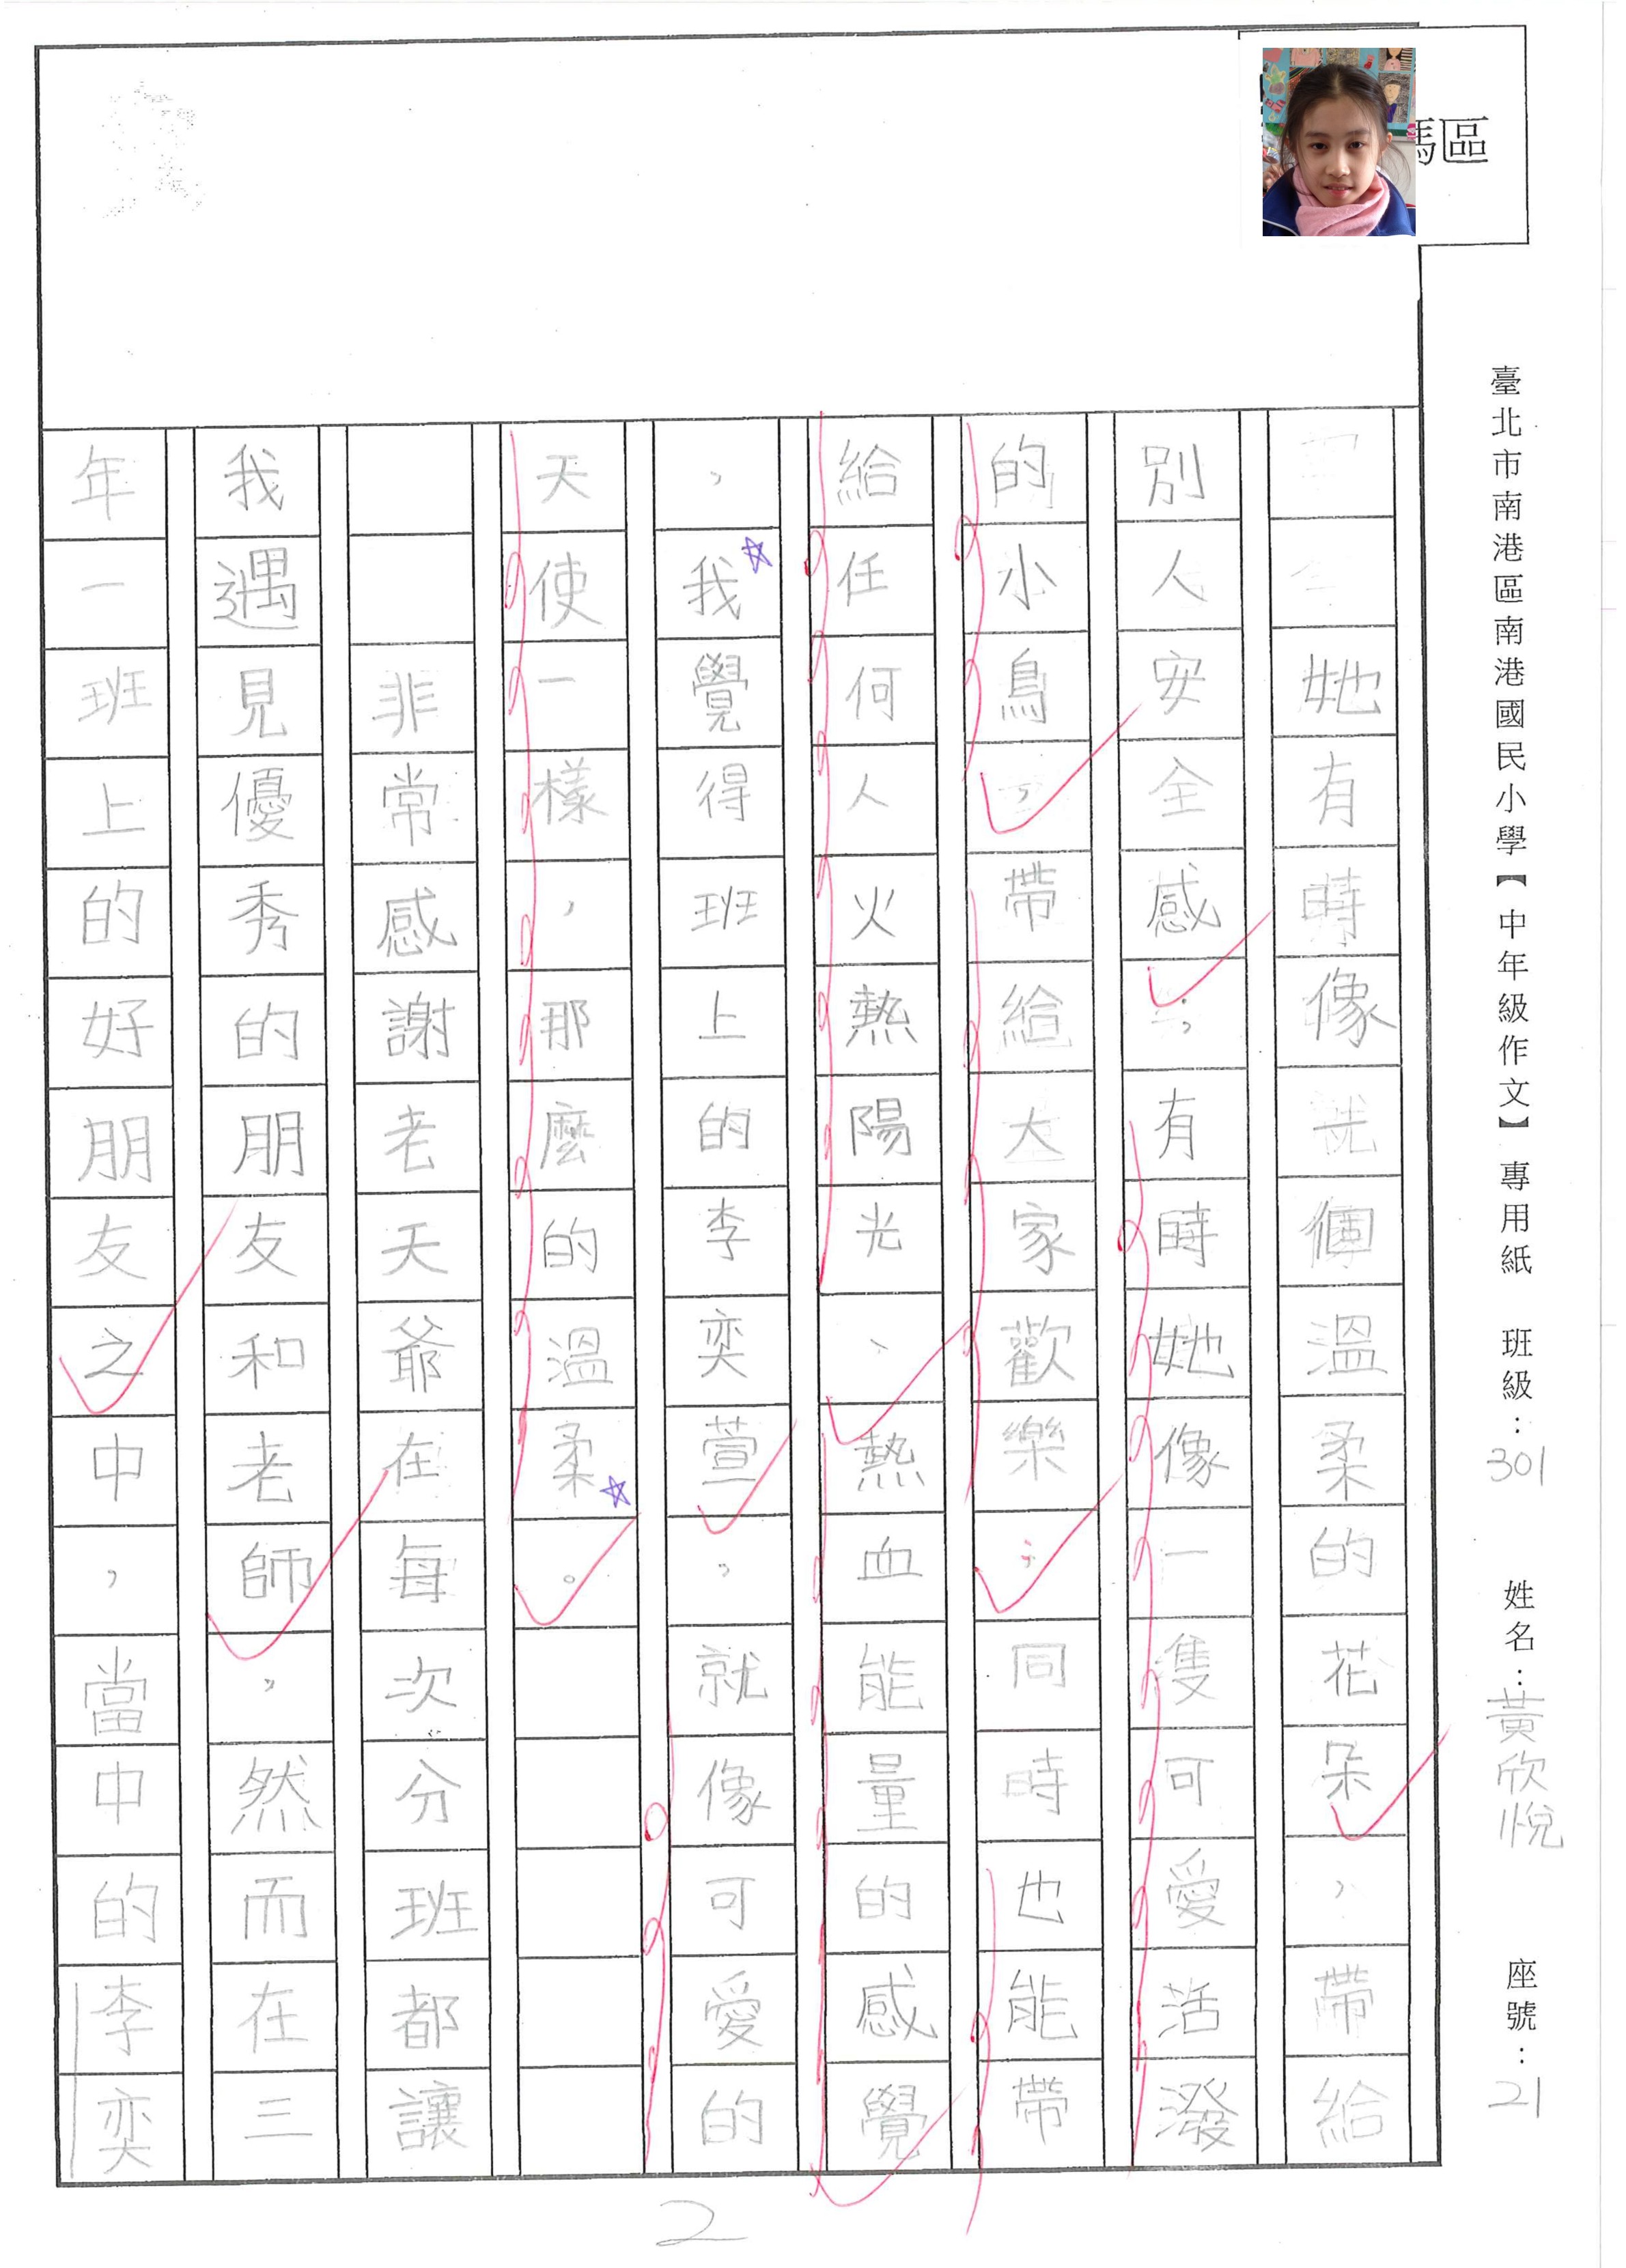 碼區
臺北市南港區南港國民小學【中年級作文】專用紙 班級：301 姓名：黃欣悅 座號：21
她有時像個溫柔的花朵，帶給
別人安全感；有時她像一隻可愛活潑
的小鳥，帶給大家歡樂；同時也能帶
給任何人火熱陽光、熱血能量的感覺
，我覺得班上的李奕萱，就像可愛的
天使一樣，那麼的溫柔。
非常感謝老天爺在每次分班都讓
我遇見優秀的朋友和老師，然而在三
年一班上的好朋友之中，當中的李奕
2